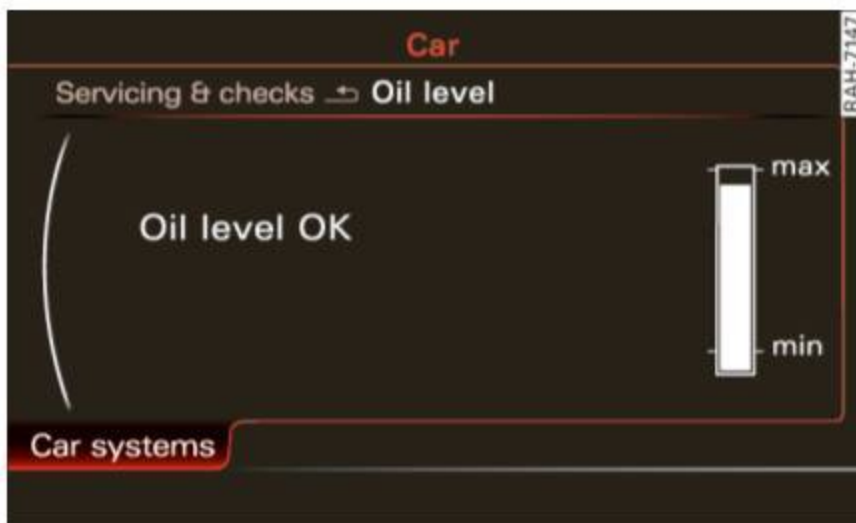 Car
Servicing & checks Oil level
Oil level OK
max
min
Car systems
RAH-7147